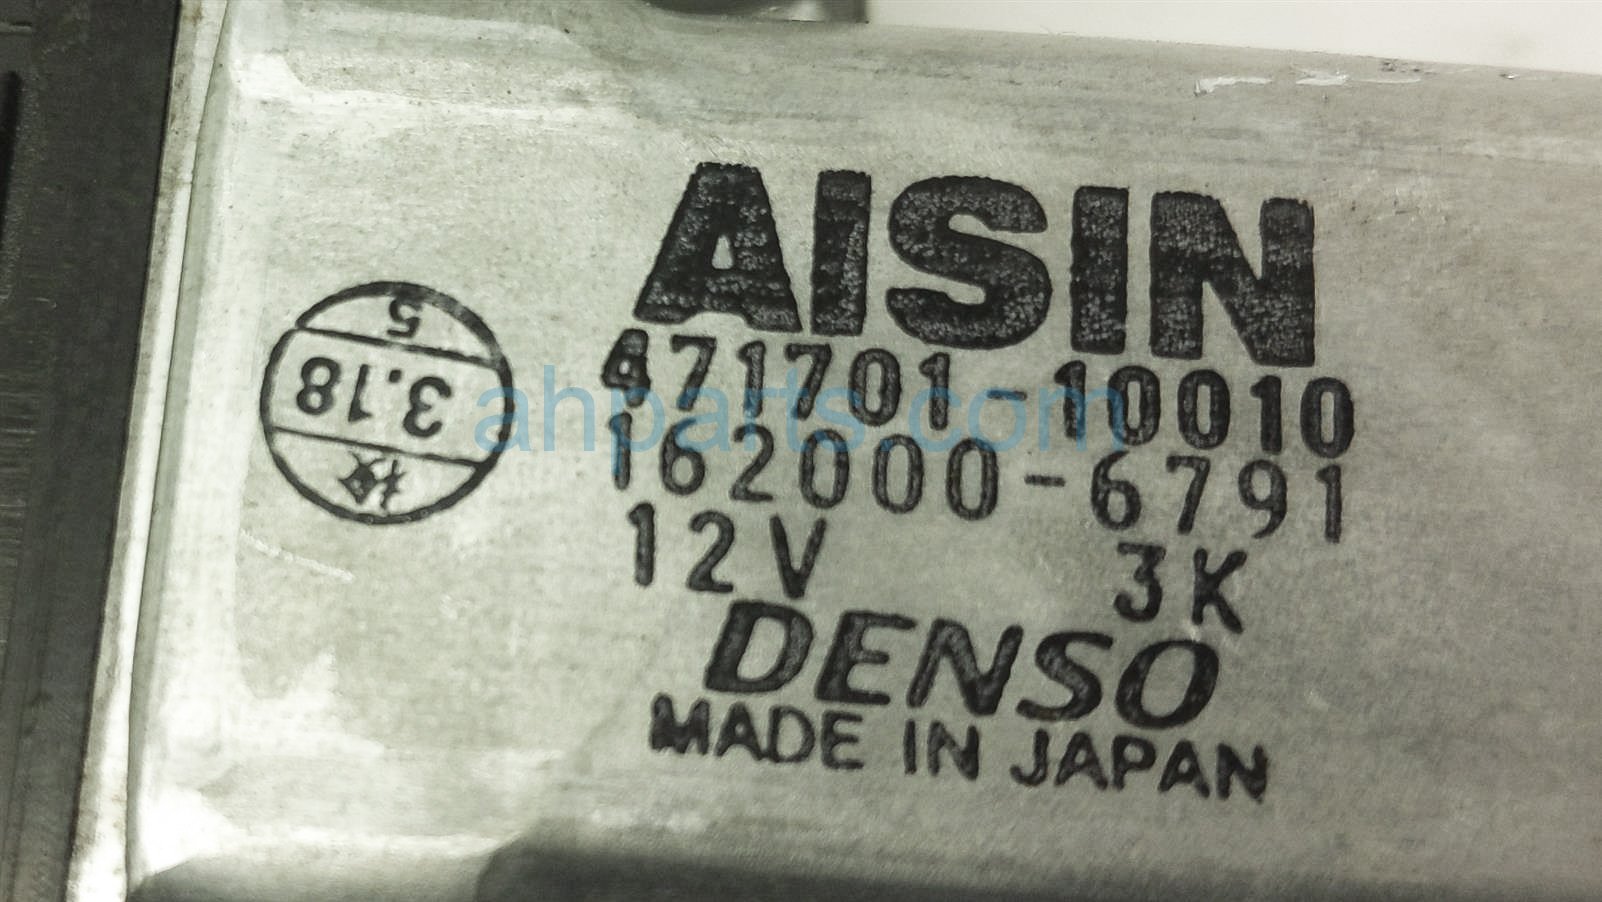 AISIN
471701-10010
162000-6791
12V 3K
DENSO
MADE IN JAPAN
5
3.18
ahparts.com